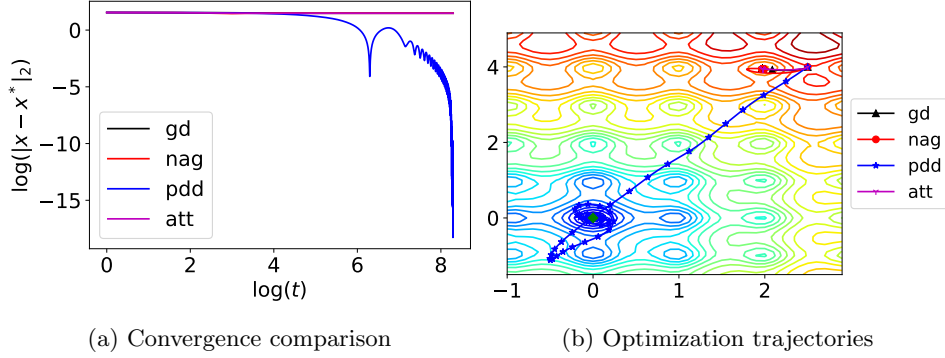 log(|x − x*|₂)
0
−5
−10
−15
gd
nag
pdd
att
0 2 4 6 8
log(t)
4
2
0
−1 0 1 2
gd
nag
pdd
att
(a) Convergence comparison
(b) Optimization trajectories